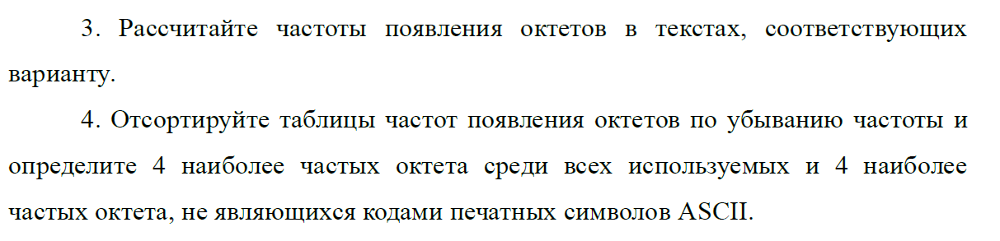 3. Рассчитайте частоты появления октетов в текстах, соответствующих
варианту.
4. Отсортируйте таблицы частот появления октетов по убыванию частоты и
определите 4 наиболее частых октета среди всех используемых и 4 наиболее
частых октета, не являющихся кодами печатных символов ASCII.